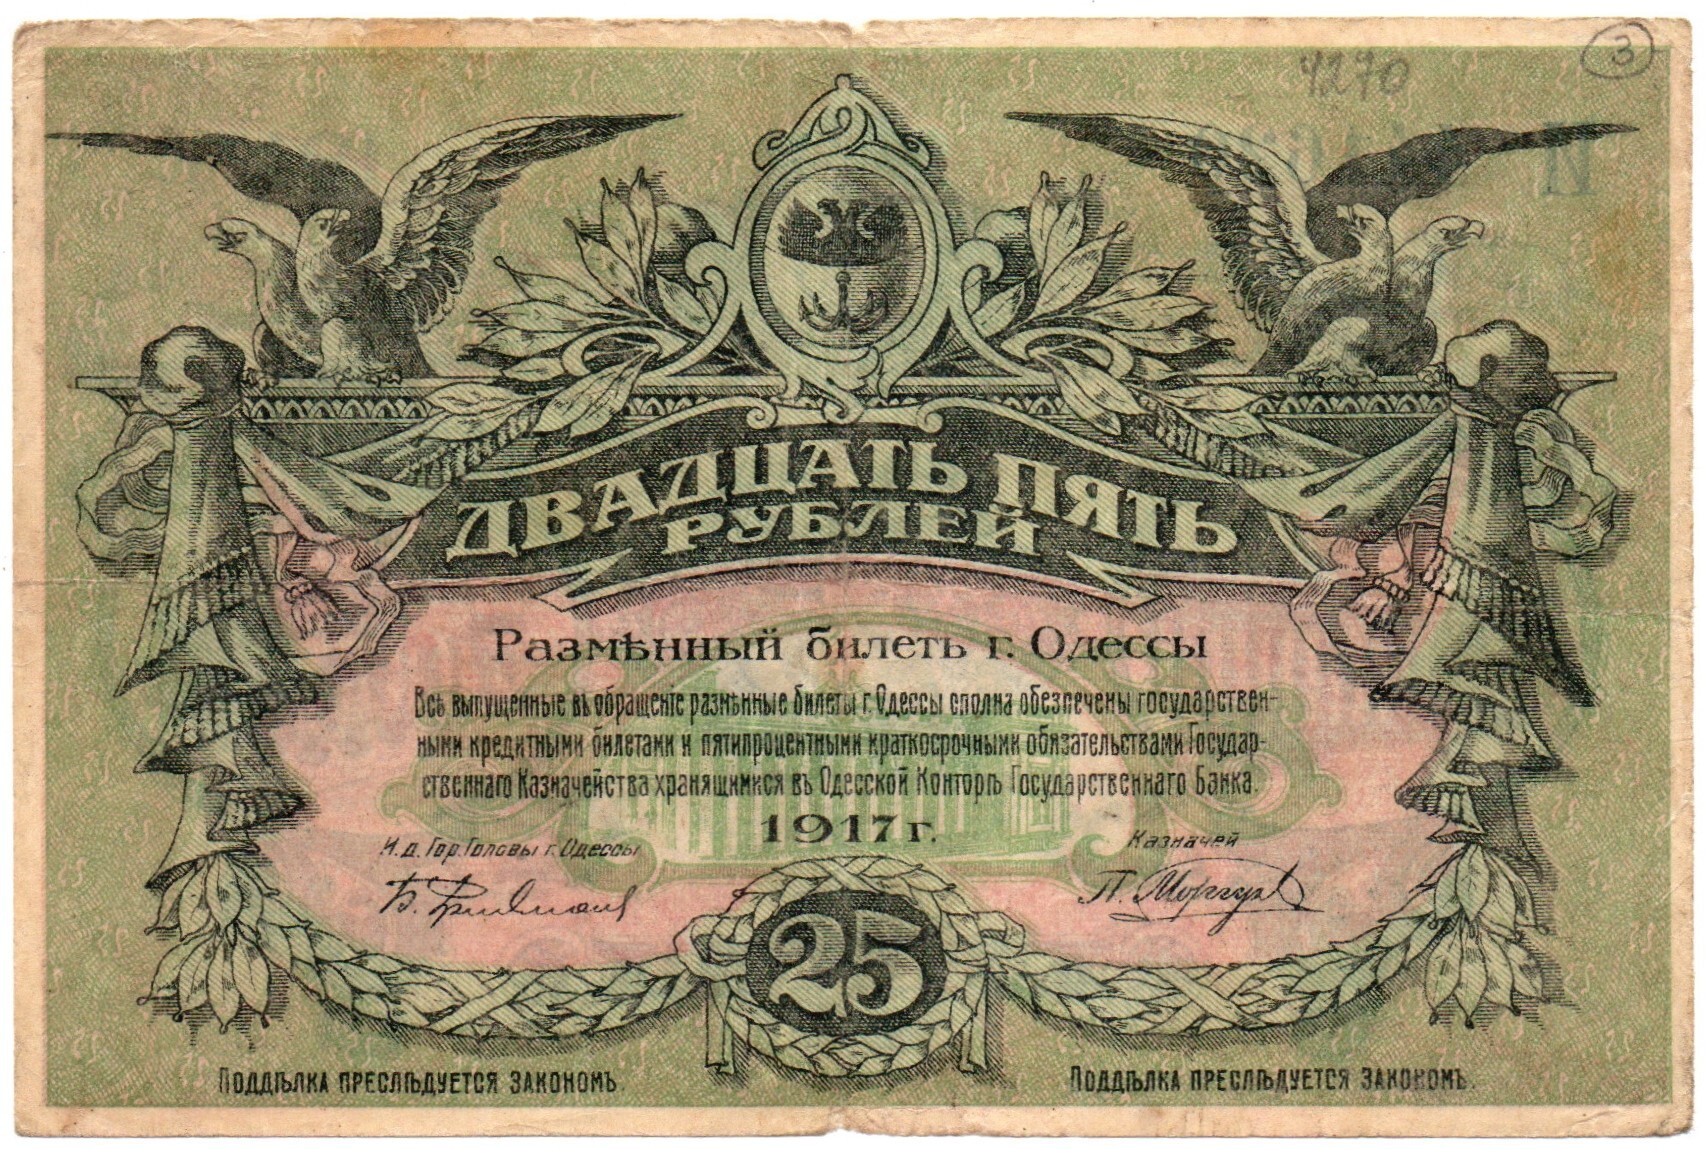 3
4270
ДВАДЦАТЬ ПЯТЬ
РУБЛЕЙ
Размѣнный билетъ г. Одессы
Всѣ выпущенные въ обращеніе размѣнные билеты г. Одессы сполна обезпечены государствен-
ными кредитными билетами и пятипроцентными краткосрочными обязательствами Государ-
ственнаго Казначейства хранящимися въ Одесской Конторѣ Государственнаго Банка.
1917 г.
И.д. Гор. Головы г. Одессы
Казначей
25
ПОДДѢЛКА ПРЕСЛѢДУЕТСЯ ЗАКОНОМЪ.
ПОДДѢЛКА ПРЕСЛѢДУЕТСЯ ЗАКОНОМЪ.